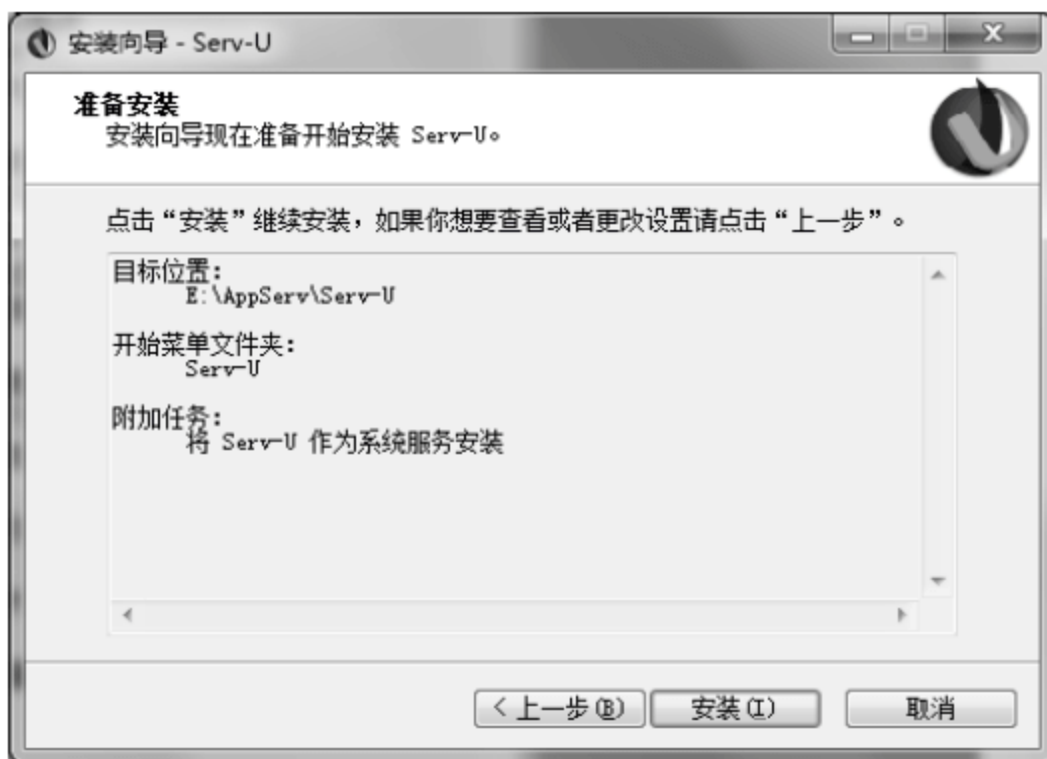 安装向导 - Serv-U
准备安装
安装向导现在准备开始安装 Serv-U。
点击“安装”继续安装，如果你想要查看或者更改设置请点击“上一步”。
目标位置：
E:\AppServ\Serv-U
开始菜单文件夹：
Serv-U
附加任务：
将 Serv-U 作为系统服务安装
< 上一步(B) 安装(I) 取消